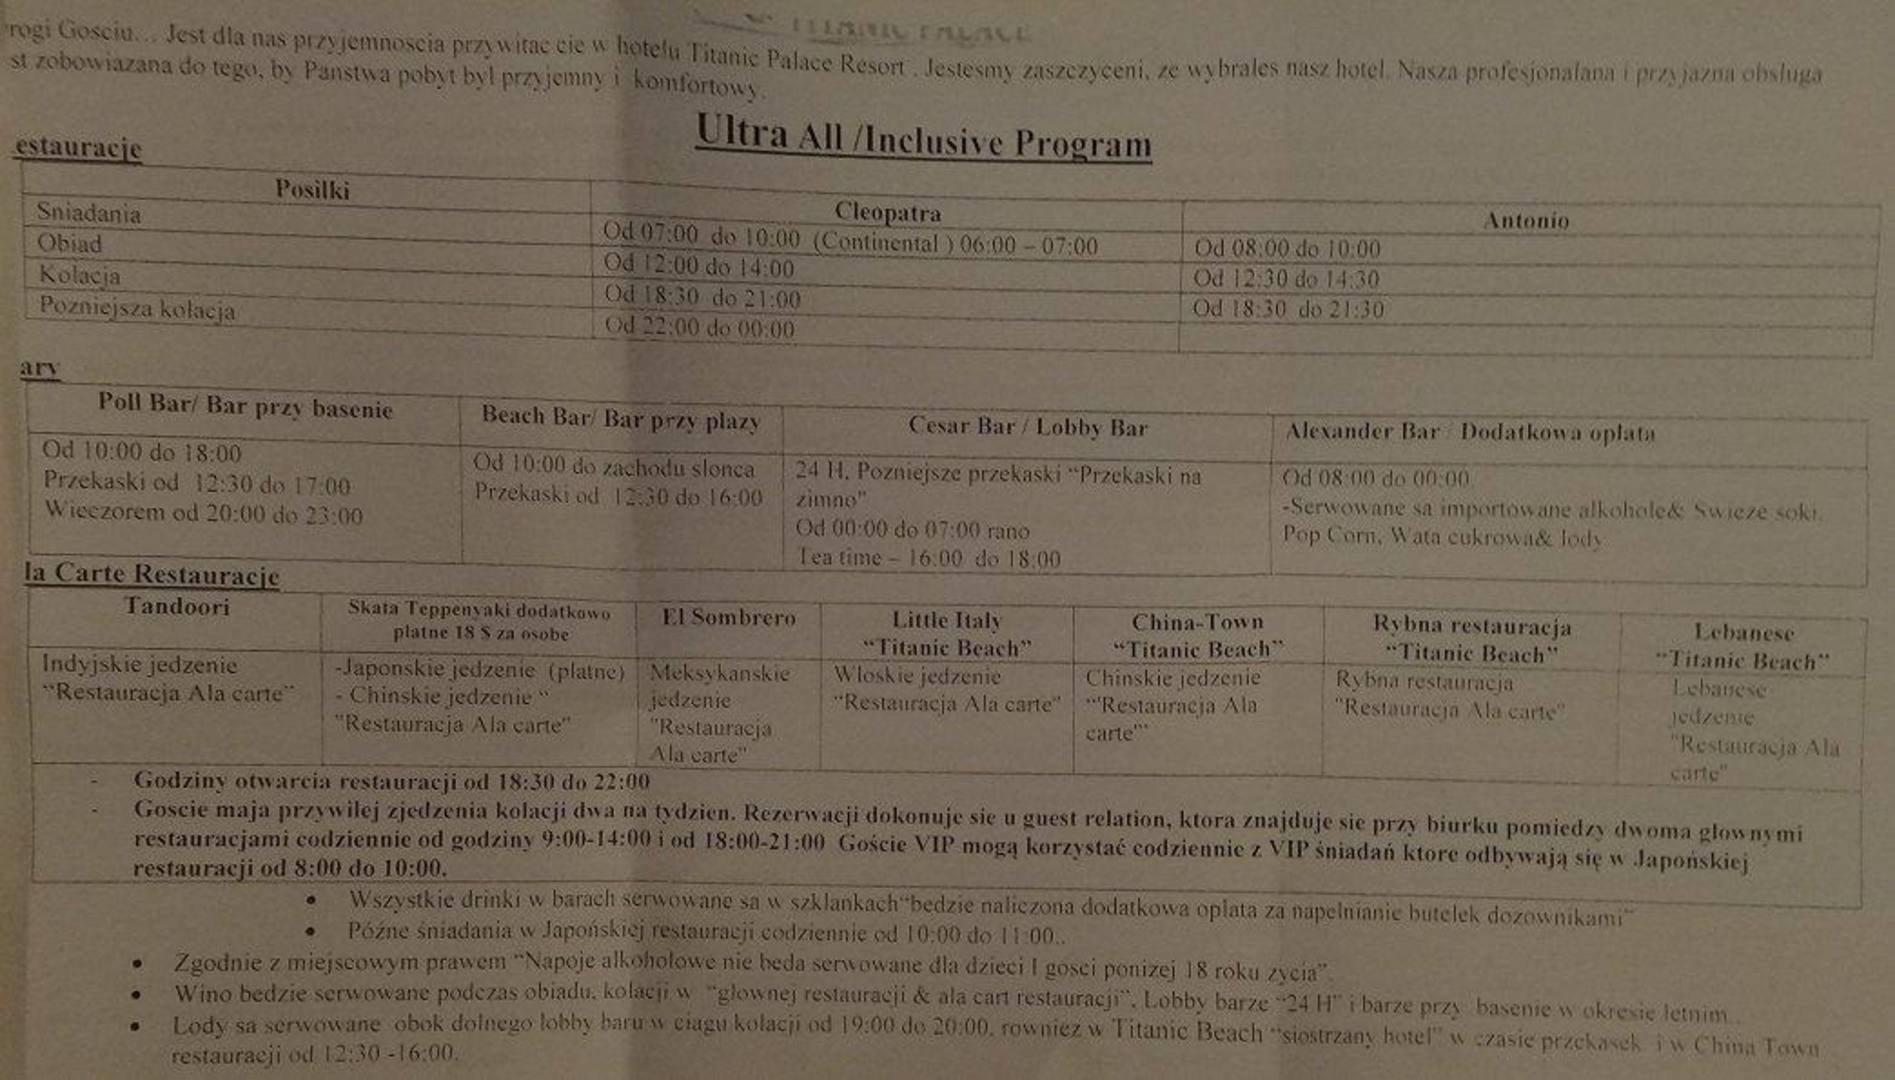 TITANIC PALACE
rogi Gosciu... Jest dla nas przyjemnoscia przywitac cie w hotelu Titanic Palace Resort . Jestesmy zaszczyceni, ze wybrales nasz hotel. Nasza profesjonalana i przyjazna obsluga
st zobowiazana do tego, by Panstwa pobyt byl przyjemny i komfortowy.
Ultra All /Inclusive Program
estauracje
Posilki Cleopatra Antonio
Sniadania Od 07:00 do 10:00 (Continental ) 06:00 – 07:00 Od 08:00 do 10:00
Obiad Od 12:00 do 14:00 Od 12:30 do 14:30
Kolacja Od 18:30 do 21:00 Od 18:30 do 21:30
Pozniejsza kolacja Od 22:00 do 00:00
ary
Poll Bar/ Bar przy basenie Beach Bar/ Bar przy plazy Cesar Bar / Lobby Bar Alexander Bar / Dodatkowa oplata
Od 10:00 do 18:00 Od 10:00 do zachodu slonca 24 H, Pozniejsze przekaski “Przekaski na Od 08:00 do 00:00
Przekaski od 12:30 do 17:00 Przekaski od 12:30 do 16:00 zimno" -Serwowane sa importowane alkohole& Swieze soki,
Wieczorem od 20:00 do 23:00 Od 00:00 do 07:00 rano Pop Corn, Wata cukrowa& lody
Tea time – 16:00 do 18:00
la Carte Restauracje
Tandoori Skata Teppenyaki dodatkowo El Sombrero Little Italy China-Town Rybna restauracja Lebanese
platne 18 $ za osobe “Titanic Beach” “Titanic Beach” “Titanic Beach” “Titanic Beach”
Indyjskie jedzenie -Japonskie jedzenie (platne) Meksykanskie Wloskie jedzenie Chinskie jedzenie Rybna restauracja Lebanese
“Restauracja Ala carte” - Chinskie jedzenie “ jedzenie “Restauracja Ala carte” “"Restauracja Ala "Restauracja Ala carte" jedzenie
"Restauracja Ala carte" "Restauracja carte"“ "Restauracja Ala
Ala carte" carte"
- Godziny otwarcia restauracji od 18:30 do 22:00
- Goscie maja przywilej zjedzenia kolacji dwa na tydzien. Rezerwacji dokonuje sie u guest relation, ktora znajduje sie przy biurku pomiedzy dwoma glownymi
restauracjami codziennie od godziny 9:00-14:00 i od 18:00-21:00 Goście VIP mogą korzystać codziennie z VIP śniadań ktore odbywają się w Japońskiej
restauracji od 8:00 do 10:00.
• Wszystkie drinki w barach serwowane sa w szklankach“bedzie naliczona dodatkowa oplata za napelnianie butelek dozownikami”
• Późne śniadania w Japońskiej restauracji codziennie od 10:00 do 11:00..
• Zgodnie z miejscowym prawem “Napoje alkoholowe nie beda serwowane dla dzieci I gosci ponizej 18 roku zycia”.
• Wino bedzie serwowane podczas obiadu, kolacji w “glownej restauracji & ala cart restauracji”, Lobby barze “24 H” i barze przy basenie w okresie letnim..
• Lody sa serwowane obok dolnego lobby baru w ciagu kolacji od 19:00 do 20:00, rowniez w Titanic Beach “siostrzany hotel” w czasie przekasek i w China Town
restauracji od 12:30 -16:00.